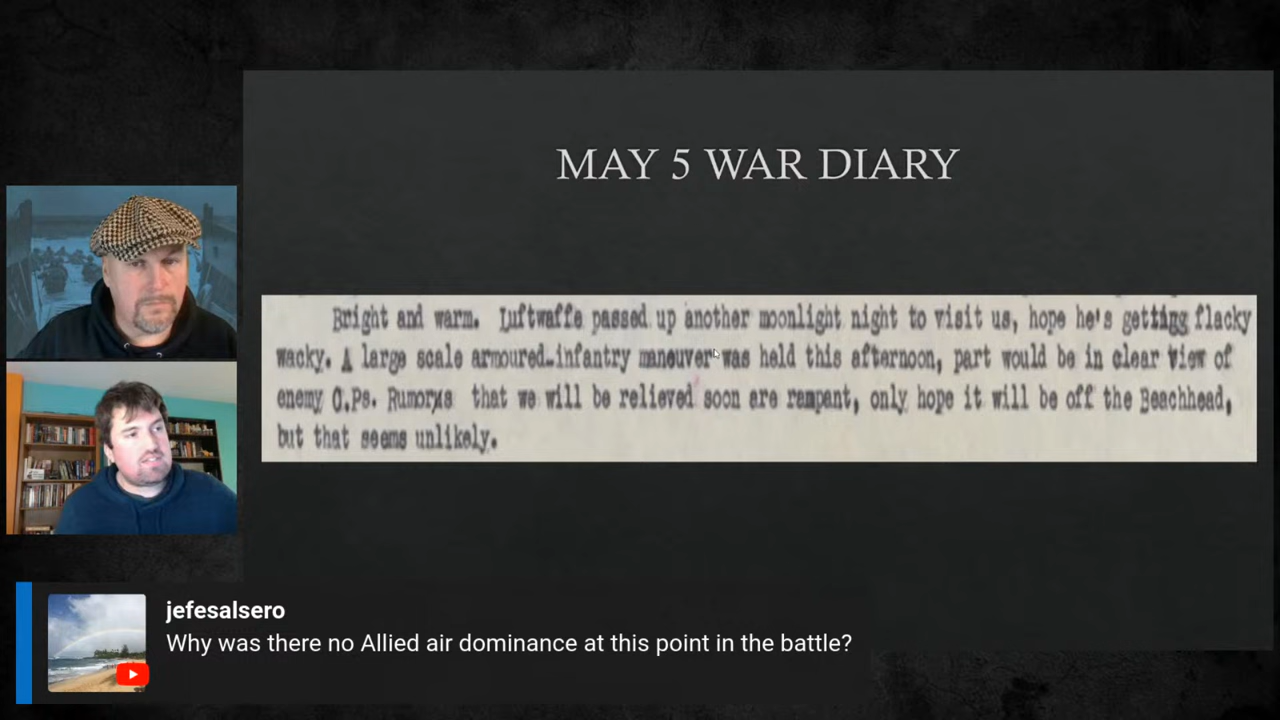 MAY 5 WAR DIARY
Bright and warm. Luftwaffe passed up another moonlight night to visit us, hope he's gettigg flacky
wacky. A large scale armoured-infantry maneuver was held this afternoon, part would be in clear view of
enemy O.Ps. Rumorxs that we will be relieved soon are rampant, only hope it will be off the Beachhead,
but that seems unlikely.
jefesalsero
Why was there no Allied air dominance at this point in the battle?